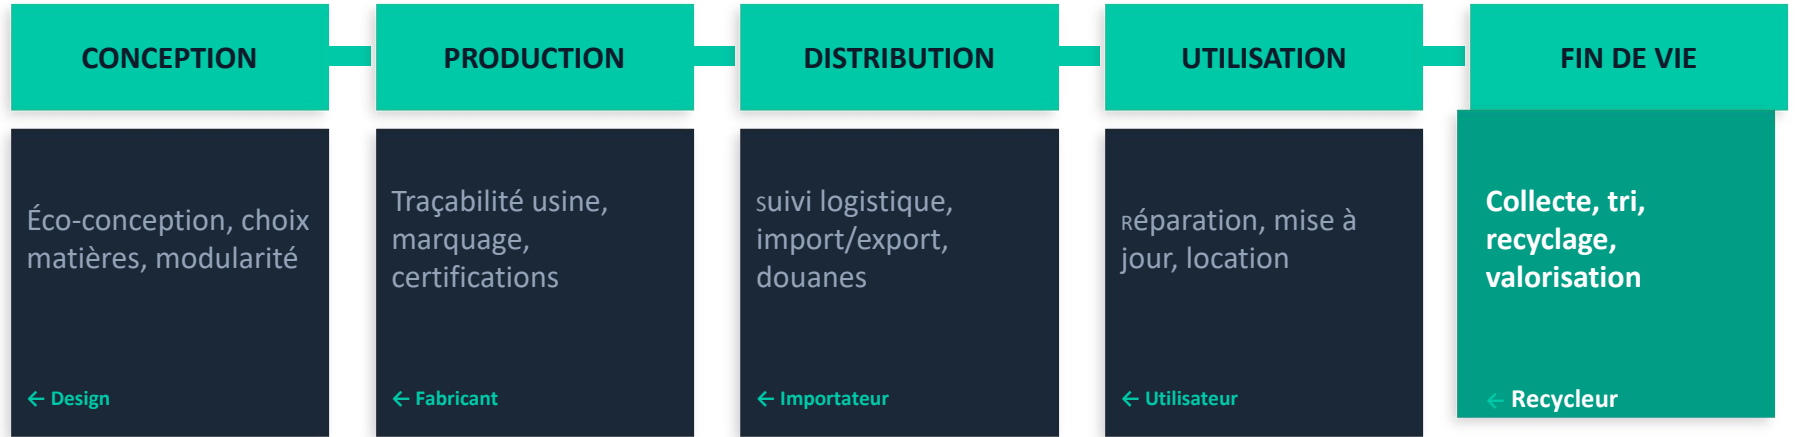 CONCEPTION
PRODUCTION
DISTRIBUTION
UTILISATION
FIN DE VIE
Éco-conception, choix
matières, modularité
← Design
Traçabilité usine,
marquage,
certifications
← Fabricant
suivi logistique,
import/export,
douanes
← Importateur
Réparation, mise à
jour, location
← Utilisateur
Collecte, tri,
recyclage,
valorisation
← Recycleur